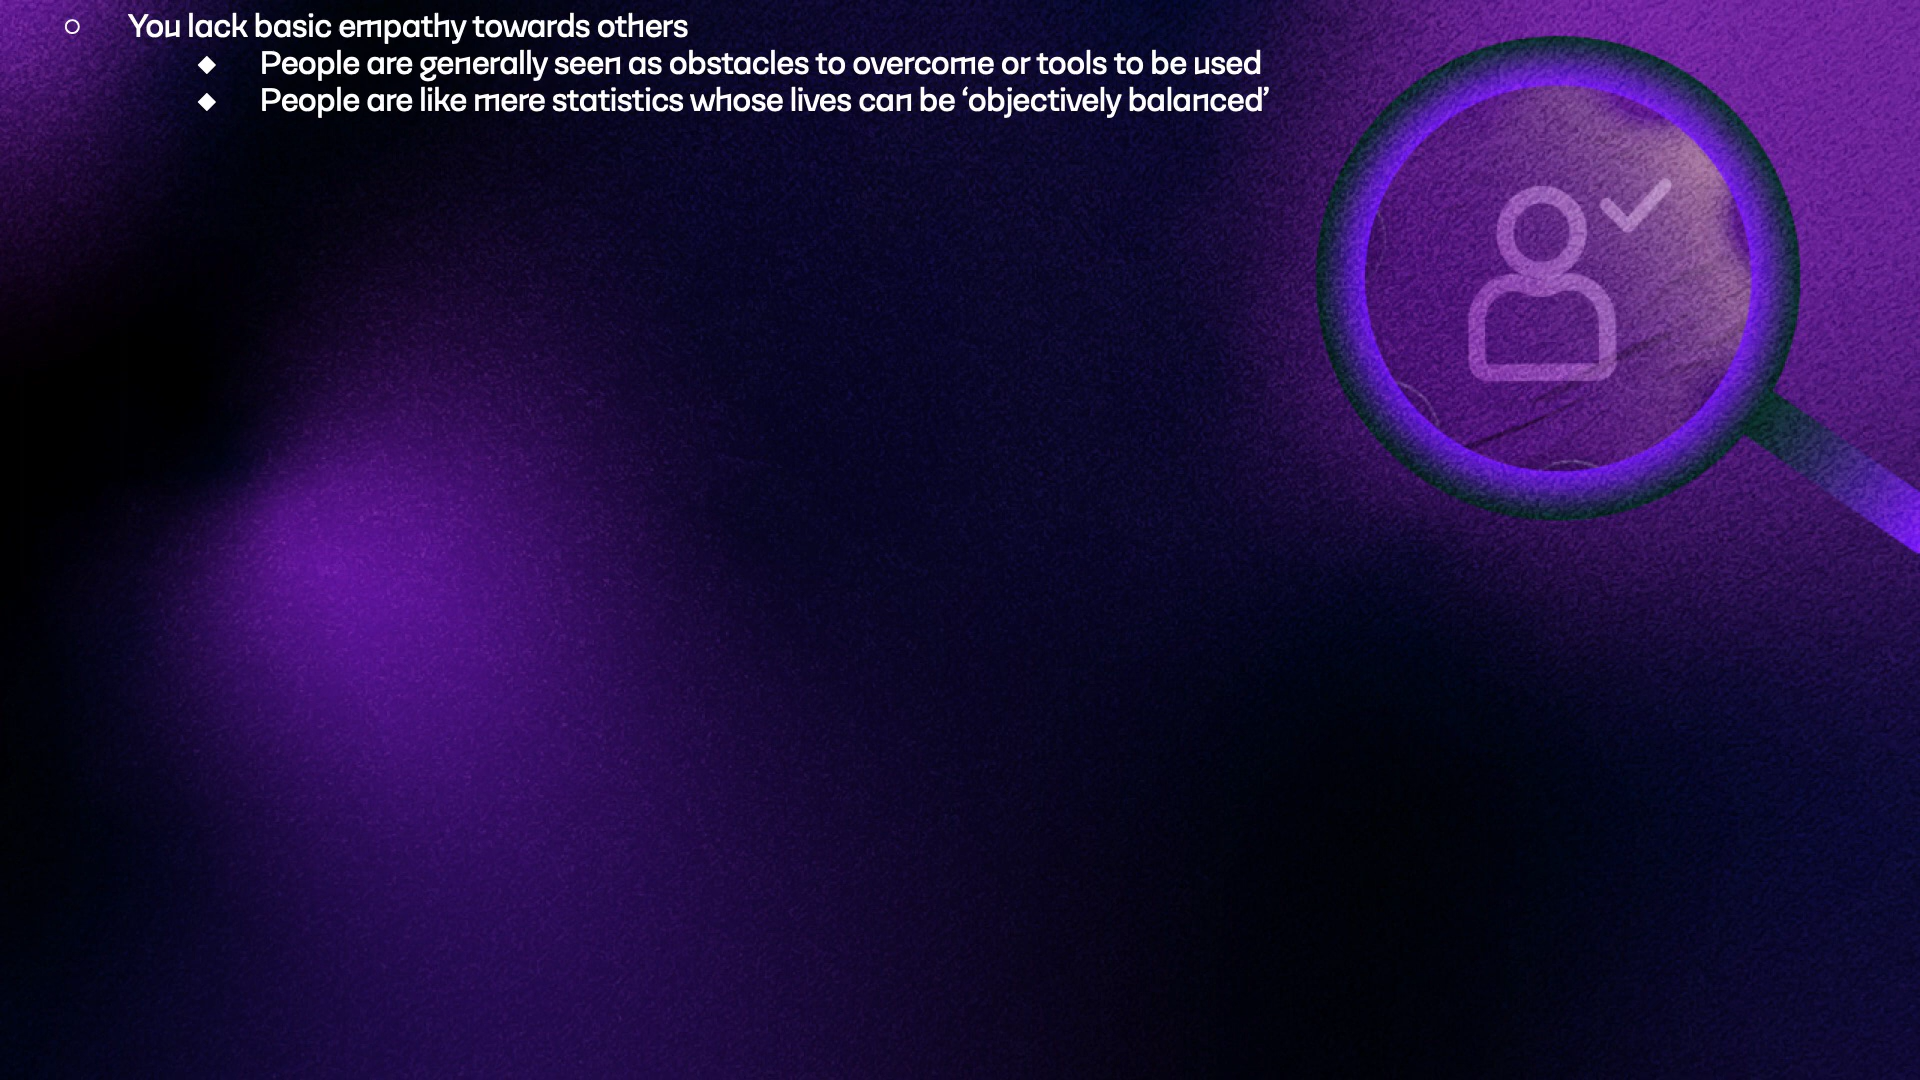 You lack basic empathy towards others
People are generally seen as obstacles to overcome or tools to be used
People are like mere statistics whose lives can be ‘objectively balanced’